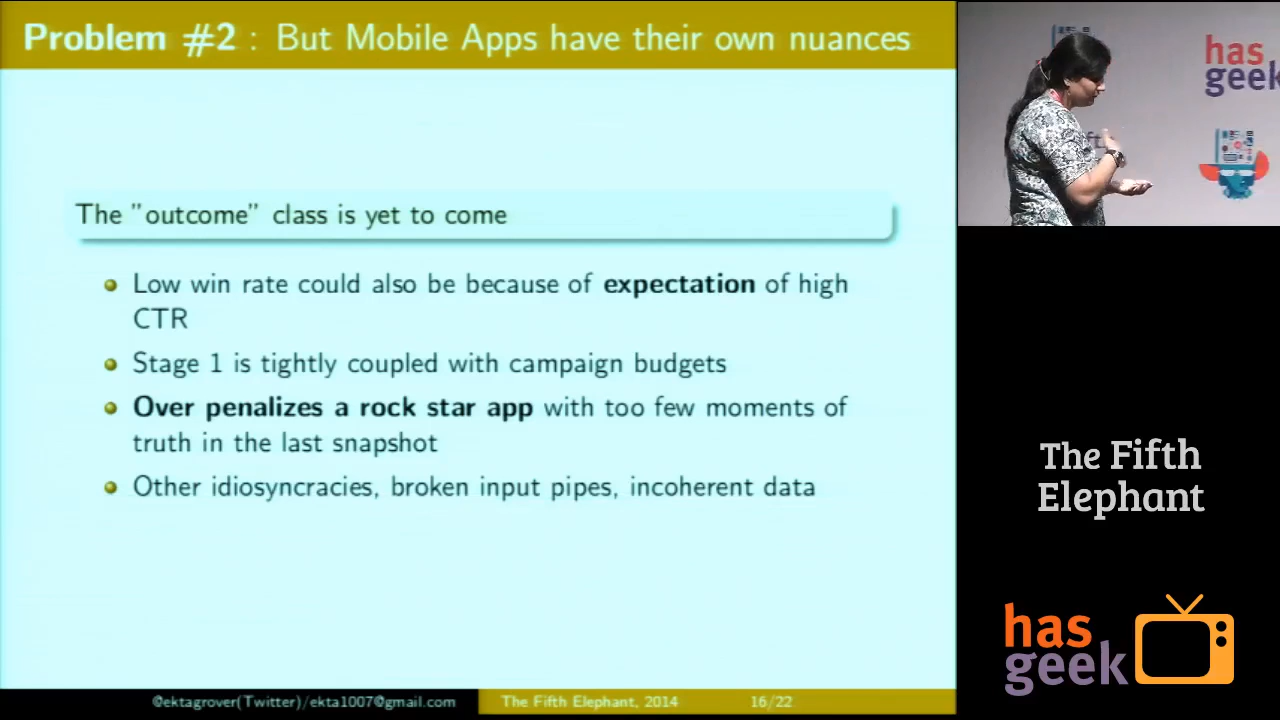 Problem #2 : But Mobile Apps have their own nuances
The "outcome" class is yet to come
Low win rate could also be because of expectation of high
CTR
Stage 1 is tightly coupled with campaign budgets
Over penalizes a rock star app with too few moments of
truth in the last snapshot
Other idiosyncracies, broken input pipes, incoherent data
@ektagrover(Twitter)/ekta1007@gmail.com
The Fifth Elephant, 2014
16/22
has
geek
The Fifth
Elephant
has
geek